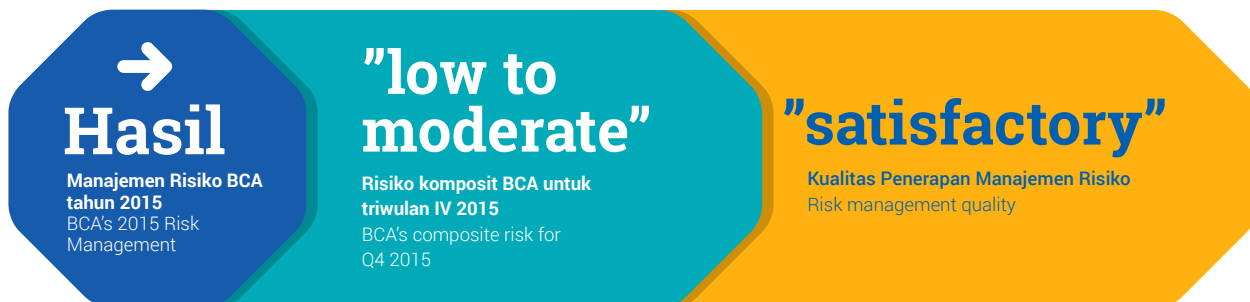 Hasil
Manajemen Risiko BCA
tahun 2015
BCA's 2015 Risk
Management
”low to
moderate”
Risiko komposit BCA untuk
triwulan IV 2015
BCA's composite risk for
Q4 2015
”satisfactory”
Kualitas Penerapan Manajemen Risiko
Risk management quality